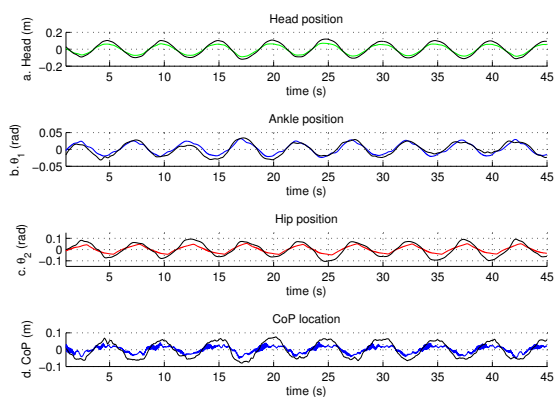 Head position
a. Head (m)
0.2
0
−0.2
5 10 15 20 25 30 35 40 45
time (s)
Ankle position
b. θ1 (rad)
0.05
0
−0.05
5 10 15 20 25 30 35 40 45
time (s)
Hip position
c. θ2 (rad)
0.1
0
−0.1
5 10 15 20 25 30 35 40 45
time (s)
CoP location
d. CoP (m)
0.1
0
−0.1
5 10 15 20 25 30 35 40 45
time (s)